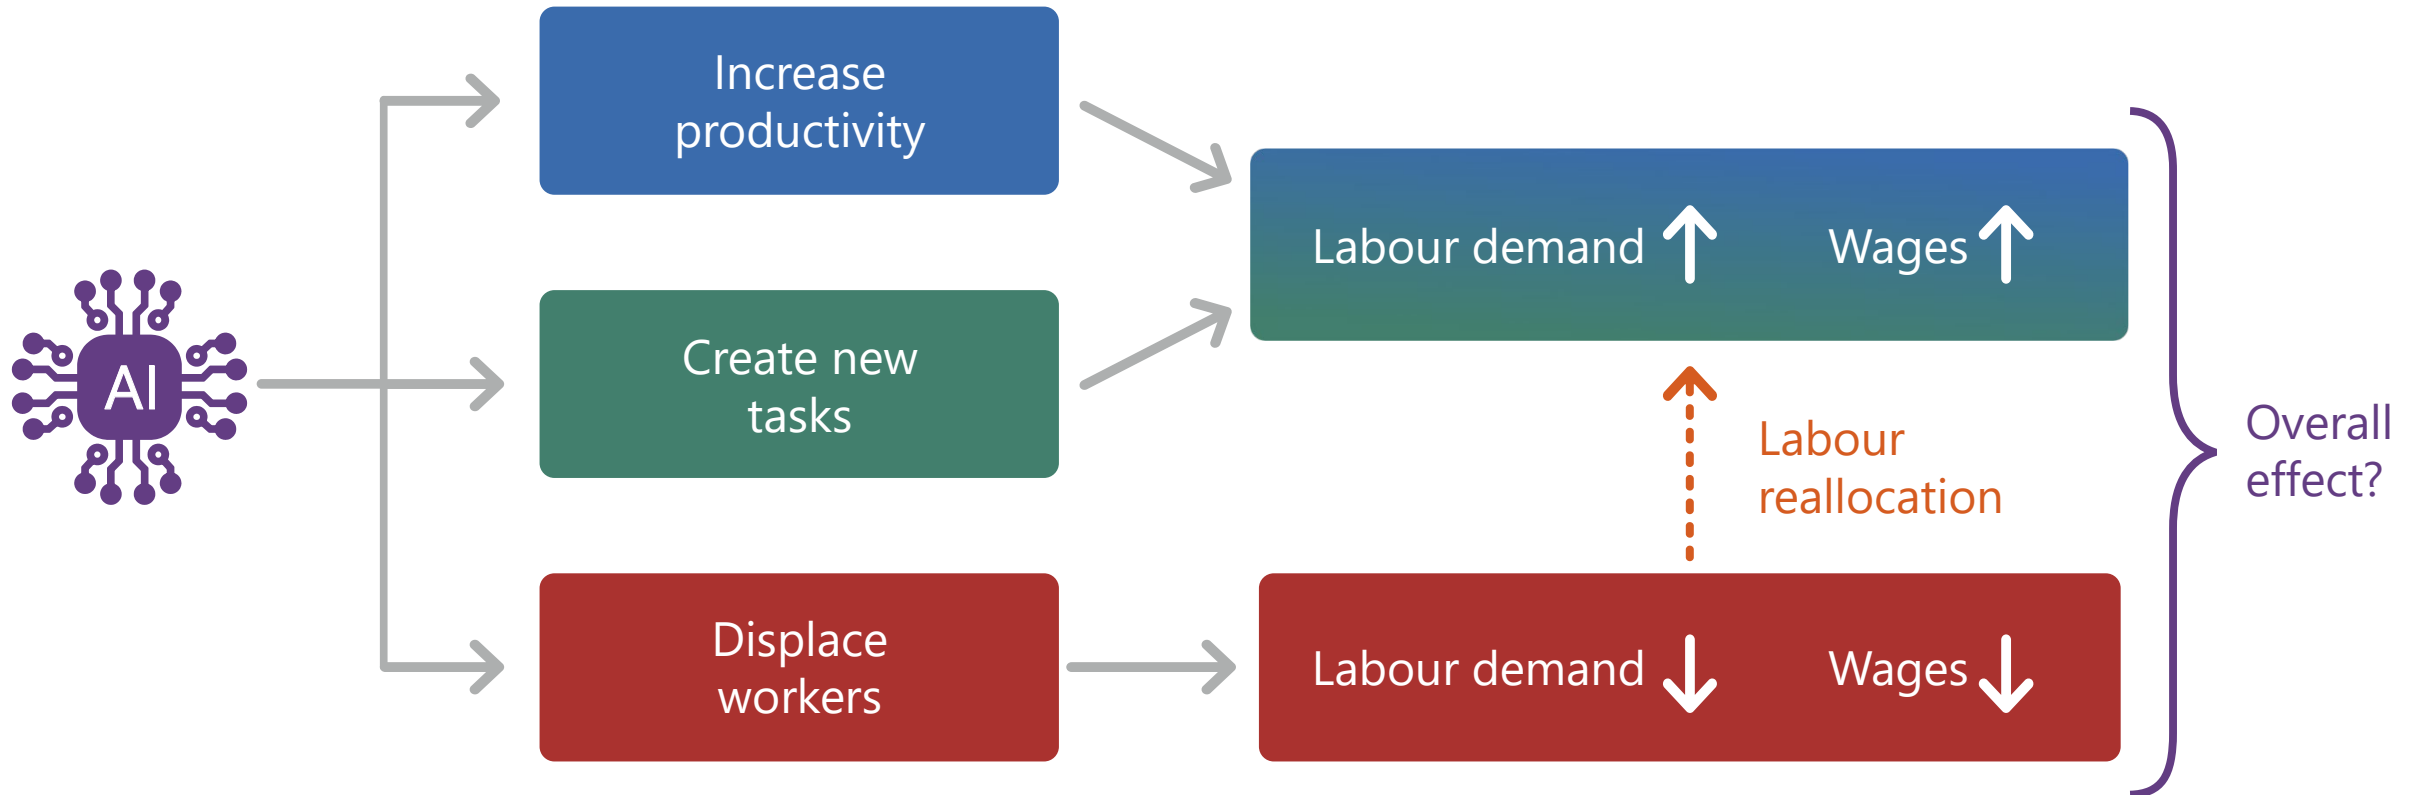 AI
Increase
productivity
Create new
tasks
Displace
workers
Labour demand ↑ Wages ↑
Labour
reallocation
Labour demand ↓ Wages ↓
Overall
effect?